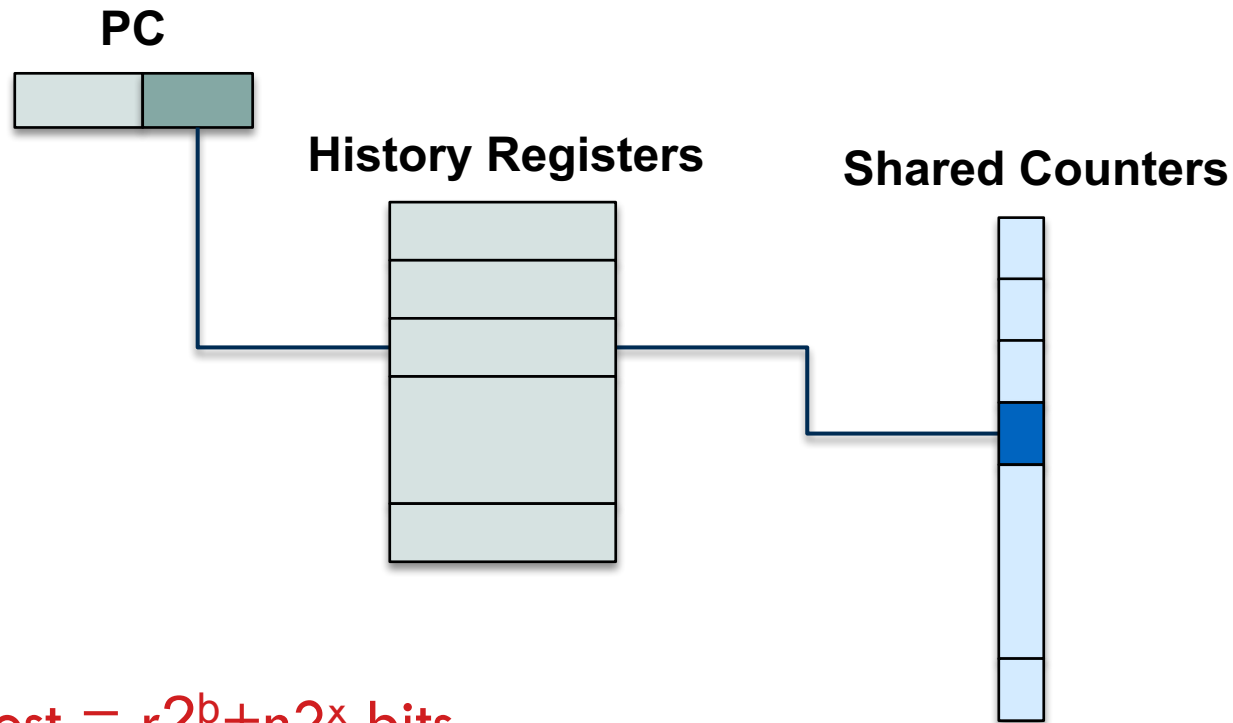 PC
History Registers
Shared Counters
ost = r2ᵇ+n2ˣ bits